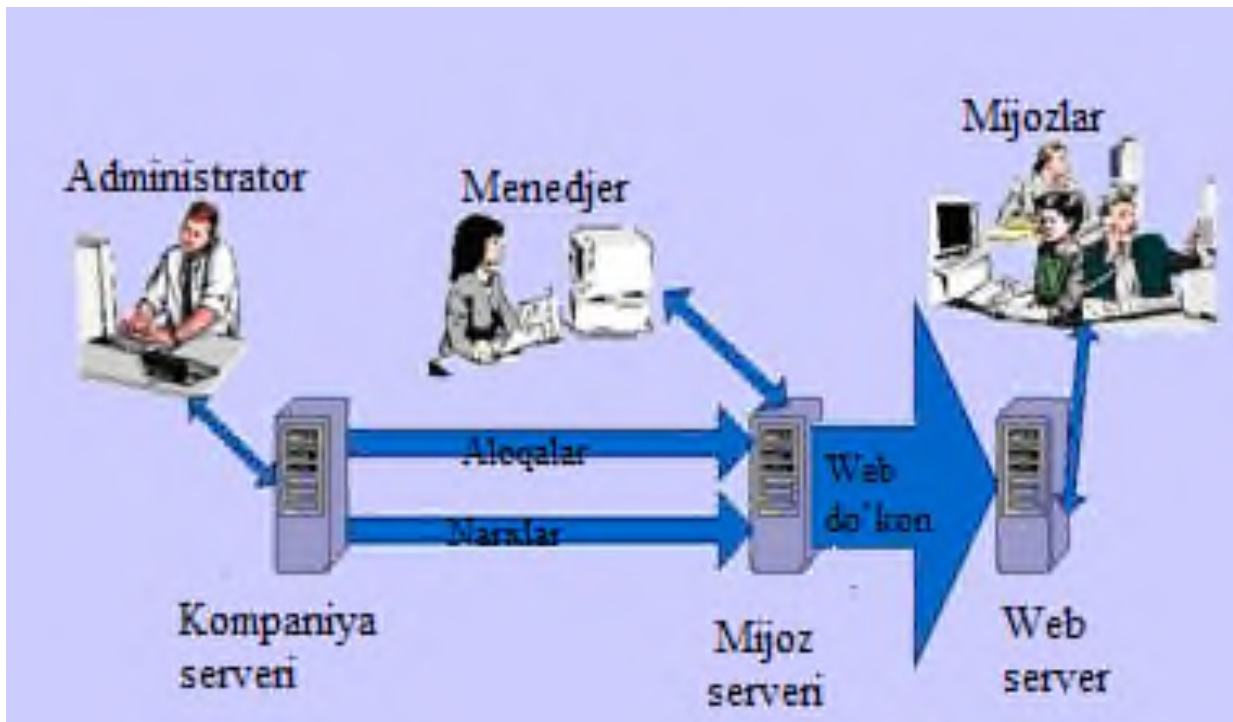 Mijozlar
Administrator
Menedjer
Aloqalar
Web
do`kon
Narxlar
Kompaniya
serveri
Mijoz
serveri
Web
server